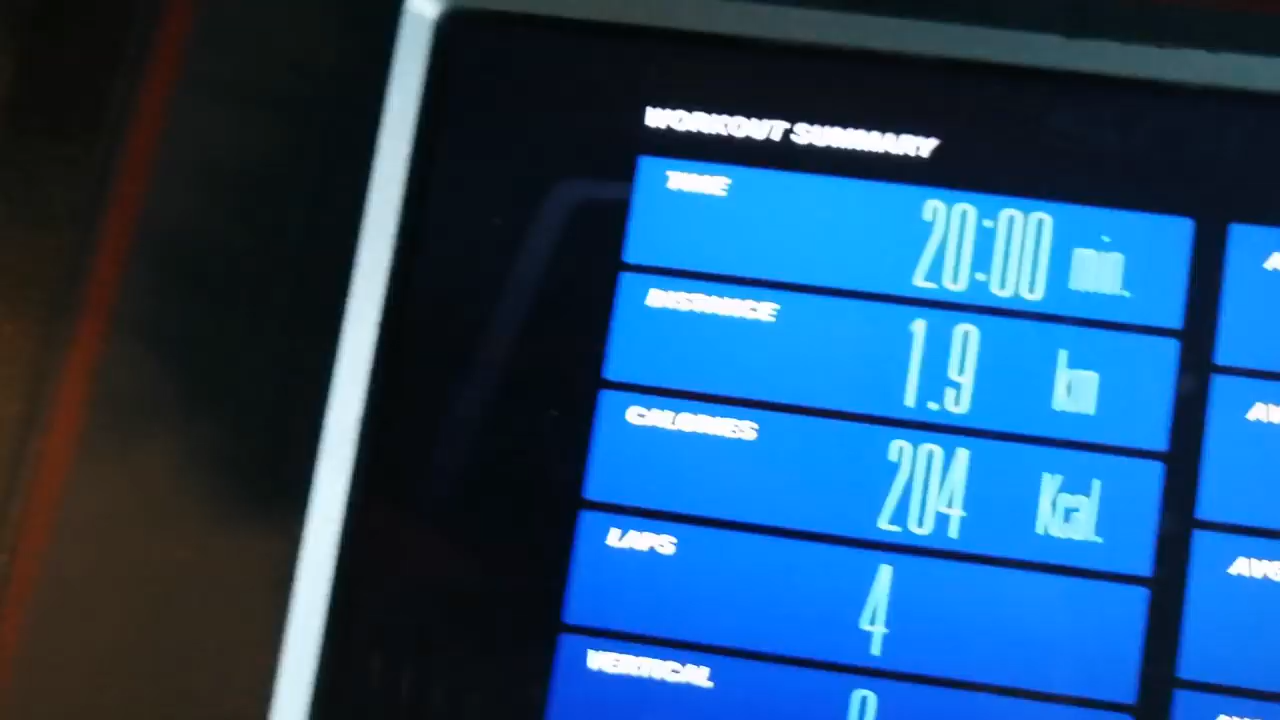 WORKOUT SUMMARY
TIME
20:00 min.
DISTANCE
1.9 km
CALORIES
204 Kcal.
LAPS
4
VERTICAL